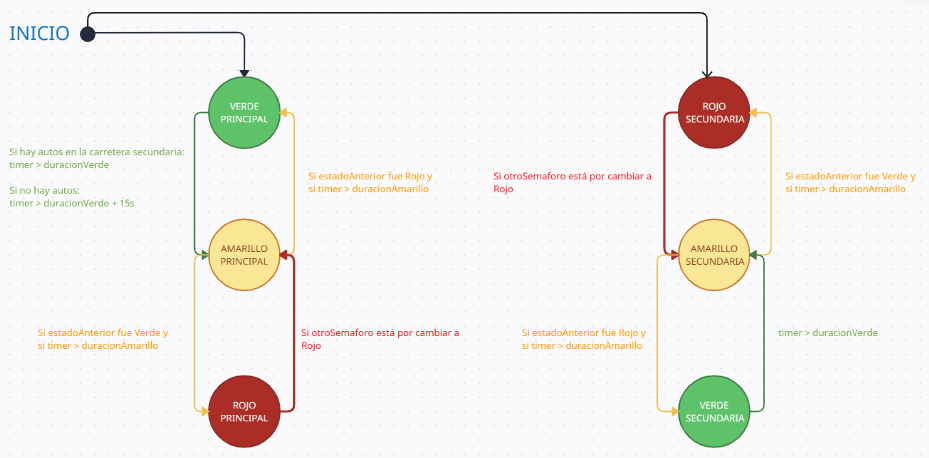 INICIO
VERDE
PRINCIPAL
ROJO
SECUNDARIA
Si hay autos en la carretera secundaria:
timer > duracionVerde
Si no hay autos:
timer > duracionVerde + 15s
Si estadoAnterior fue Rojo y
si timer > duracionAmarillo
Si otroSemaforo está por cambiar a
Rojo
Si estadoAnterior fue Verde y
si timer > duracionAmarillo
AMARILLO
PRINCIPAL
AMARILLO
SECUNDARIA
Si estadoAnterior fue Verde y
si timer > duracionAmarillo
Si otroSemaforo está por cambiar a
Rojo
Si estadoAnterior fue Rojo y
si timer > duracionAmarillo
timer > duracionVerde
ROJO
PRINCIPAL
VERDE
SECUNDARIA